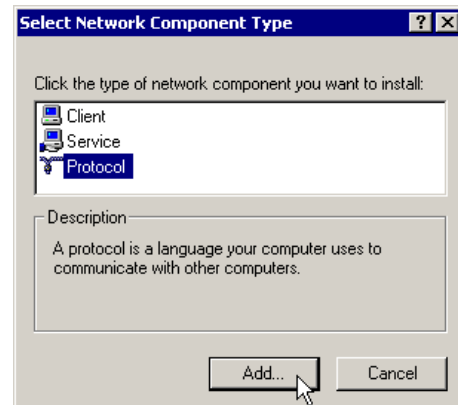 Select Network Component Type
Click the type of network component you want to install:
Client
Service
Protocol
Description
A protocol is a language your computer uses to
communicate with other computers.
Add... Cancel